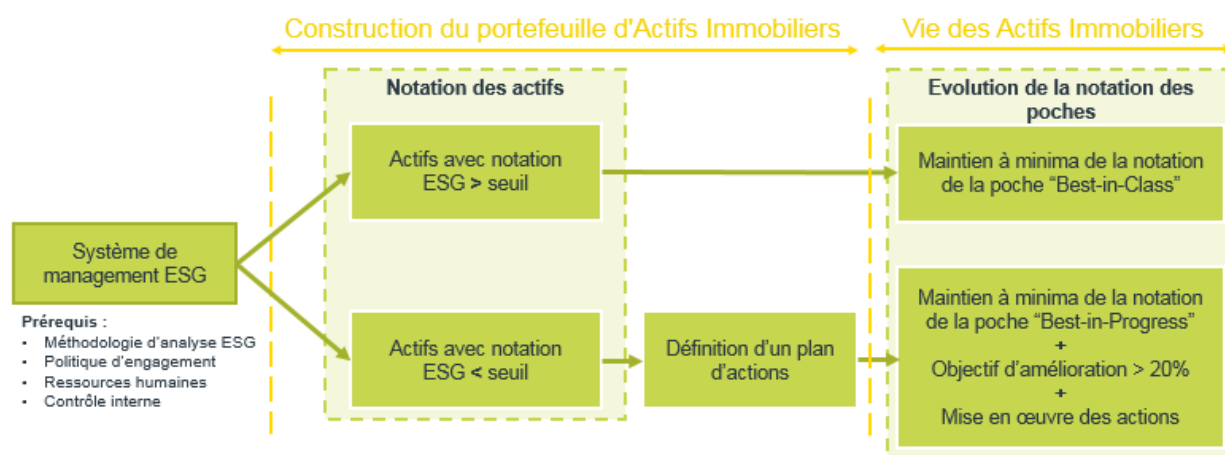 Construction du portefeuille d'Actifs Immobiliers
Vie des Actifs Immobiliers
Notation des actifs
Actifs avec notation
ESG > seuil
Evolution de la notation des
poches
Maintien à minima de la notation
de la poche “Best-in-Class”
Système de
management ESG
Prérequis :
• Méthodologie d’analyse ESG
• Politique d’engagement
• Ressources humaines
• Contrôle interne
Actifs avec notation
ESG < seuil
Définition d’un plan
d’actions
Maintien à minima de la notation
de la poche “Best-in-Progress”
+
Objectif d’amélioration > 20%
+
Mise en œuvre des actions